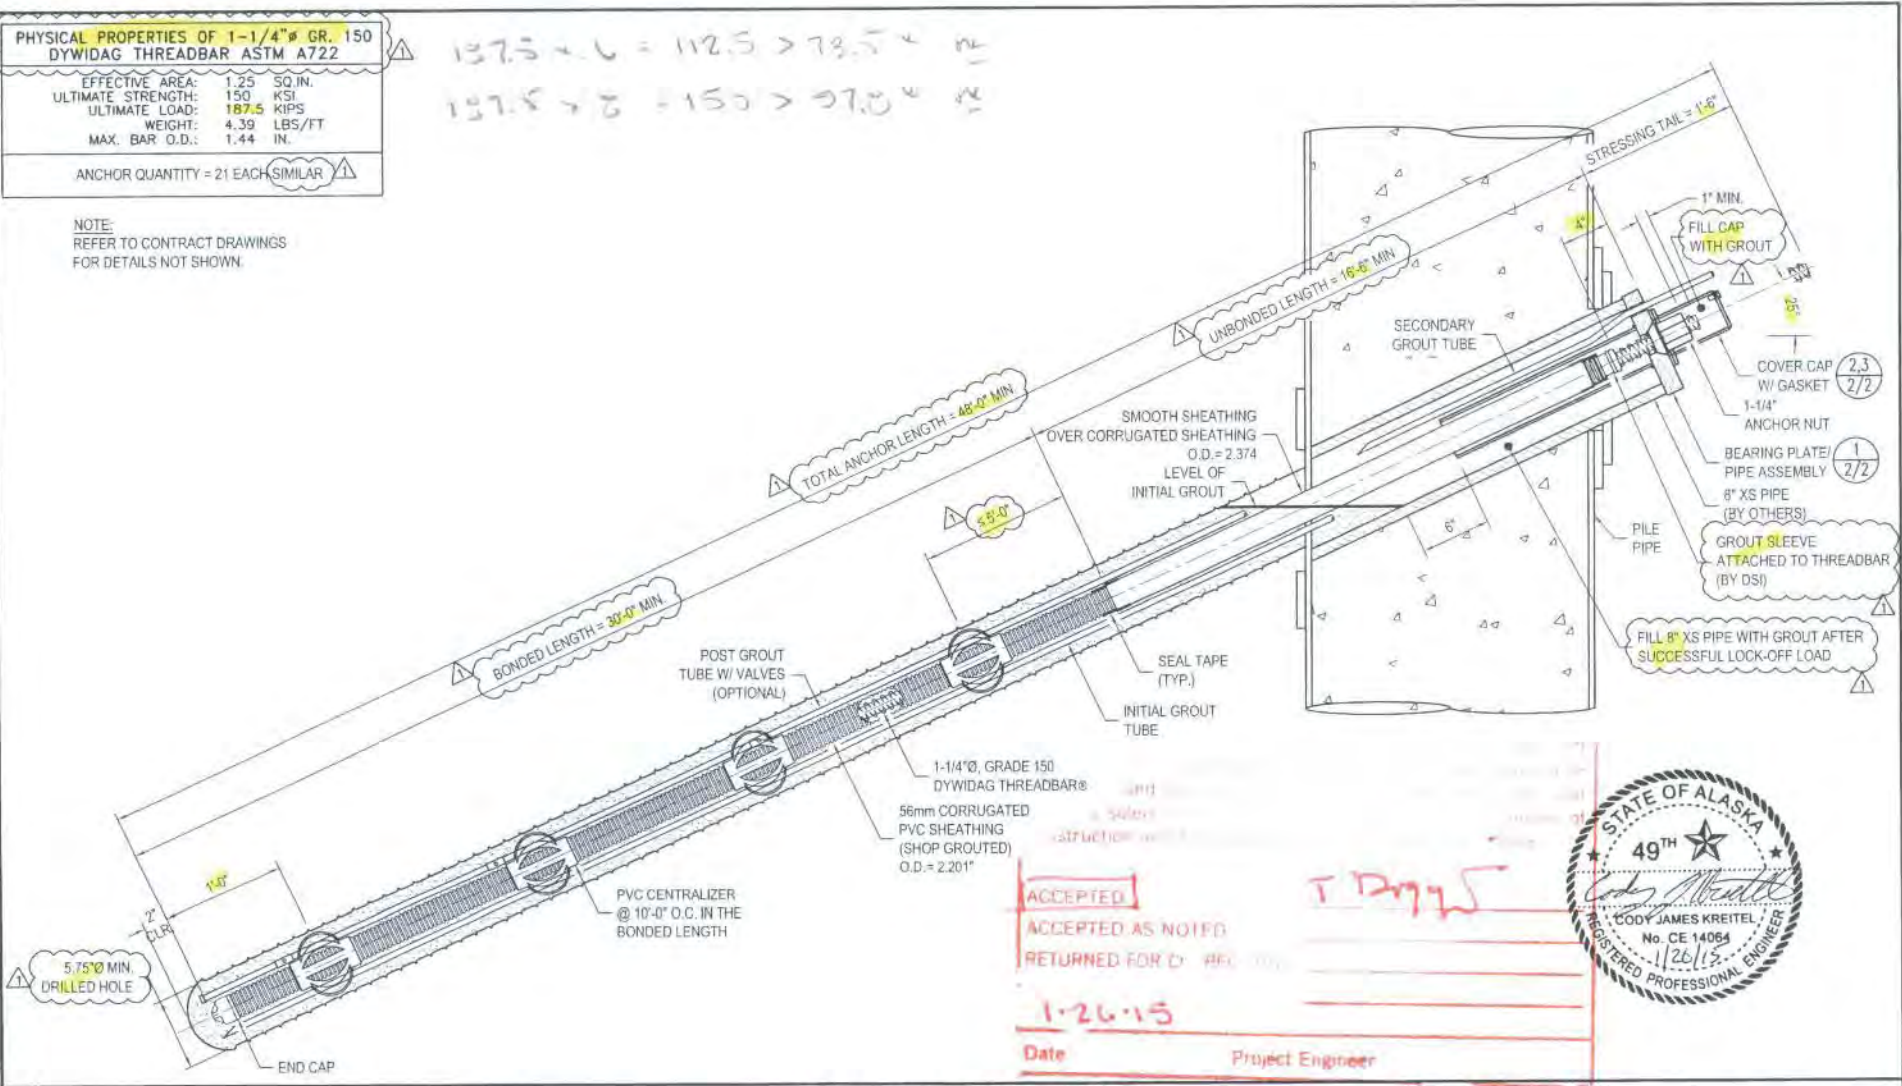 PHYSICAL PROPERTIES OF 1-1/4"ø GR. 150
DYWIDAG THREADBAR ASTM A722
EFFECTIVE AREA: 1.25 SQ.IN.
ULTIMATE STRENGTH: 150 KSI
ULTIMATE LOAD: 187.5 KIPS
WEIGHT: 4.39 LBS/FT
MAX. BAR O.D.: 1.44 IN.
ANCHOR QUANTITY = 21 EACH SIMILAR
1
1
NOTE:
REFER TO CONTRACT DRAWINGS
FOR DETAILS NOT SHOWN.
STRESSING TAIL = 1'-6"
1" MIN.
4"
FILL CAP
WITH GROUT
1
25°
UNBONDED LENGTH = 16'-6" MIN
1
SECONDARY
GROUT TUBE
COVER CAP
W/ GASKET
2,3
2/2
1-1/4"
ANCHOR NUT
BEARING PLATE/
PIPE ASSEMBLY
1
2/2
8" XS PIPE
(BY OTHERS)
PILE
PIPE
GROUT SLEEVE
ATTACHED TO THREADBAR
(BY DSI)
1
FILL 8" XS PIPE WITH GROUT AFTER
SUCCESSFUL LOCK-OFF LOAD
1
TOTAL ANCHOR LENGTH = 48'-0" MIN
1
SMOOTH SHEATHING
OVER CORRUGATED SHEATHING
O.D.= 2.374
LEVEL OF
INITIAL GROUT
6"
≤ 5'-0"
1
BONDED LENGTH = 30'-0" MIN.
1
POST GROUT
TUBE W/ VALVES
(OPTIONAL)
SEAL TAPE
(TYP.)
INITIAL GROUT
TUBE
1-1/4"Ø, GRADE 150
DYWIDAG THREADBAR®
56mm CORRUGATED
PVC SHEATHING
(SHOP GROUTED)
O.D.= 2.201"
PVC CENTRALIZER
@ 10'-0" O.C. IN THE
BONDED LENGTH
1'-0"
2"
CLR
5.75"Ø MIN.
DRILLED HOLE
1
END CAP
ACCEPTED
ACCEPTED AS NOTED
RETURNED FOR
1-26-15
Date Project Engineer
STATE OF ALASKA
49TH
CODY JAMES KREITEL
No. CE 14064
1/26/15
REGISTERED PROFESSIONAL ENGINEER